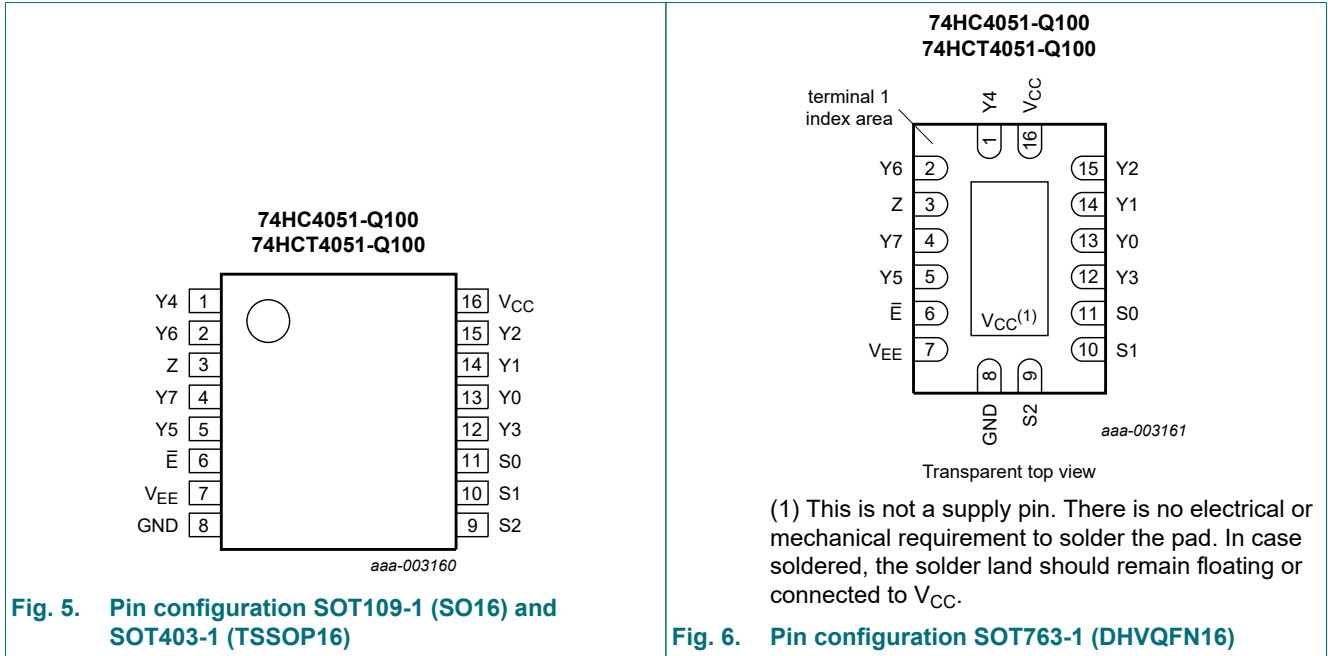 74HC4051-Q100
74HCT4051-Q100
Y4 1
Y6 2
Z 3
Y7 4
Y5 5
E̅ 6
VEE 7
GND 8
16 VCC
15 Y2
14 Y1
13 Y0
12 Y3
11 S0
10 S1
9 S2
aaa-003160
Fig. 5. Pin configuration SOT109-1 (SO16) and
SOT403-1 (TSSOP16)
74HC4051-Q100
74HCT4051-Q100
terminal 1
index area
Y4
VCC
1
16
Y6 2
Z 3
Y7 4
Y5 5
E̅ 6
VEE 7
15 Y2
14 Y1
13 Y0
12 Y3
11 S0
10 S1
VCC(1)
8
9
GND
S2
aaa-003161
Transparent top view
(1) This is not a supply pin. There is no electrical or
mechanical requirement to solder the pad. In case
soldered, the solder land should remain floating or
connected to VCC.
Fig. 6. Pin configuration SOT763-1 (DHVQFN16)